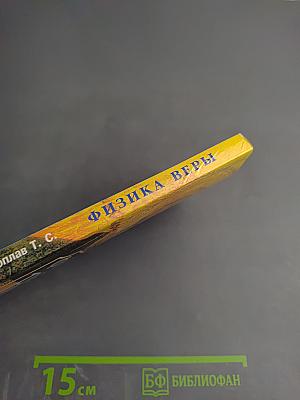 оплав Т. С.
ФИЗИКА ВЕРЫ
15 см
БФ БИБЛИОФАН